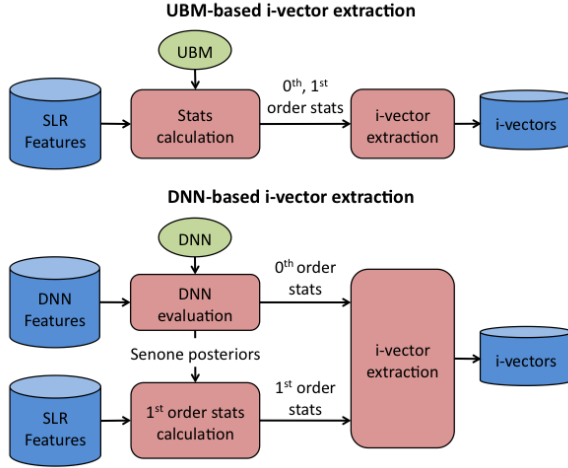 UBM-based i-vector extraction
UBM
0th, 1st
order stats
SLR
Features
Stats
calculation
i-vector
extraction
i-vectors
DNN-based i-vector extraction
DNN
0th order
stats
DNN
Features
DNN
evaluation
Senone posteriors
i-vector
extraction
i-vectors
1st order
stats
SLR
Features
1st order stats
calculation